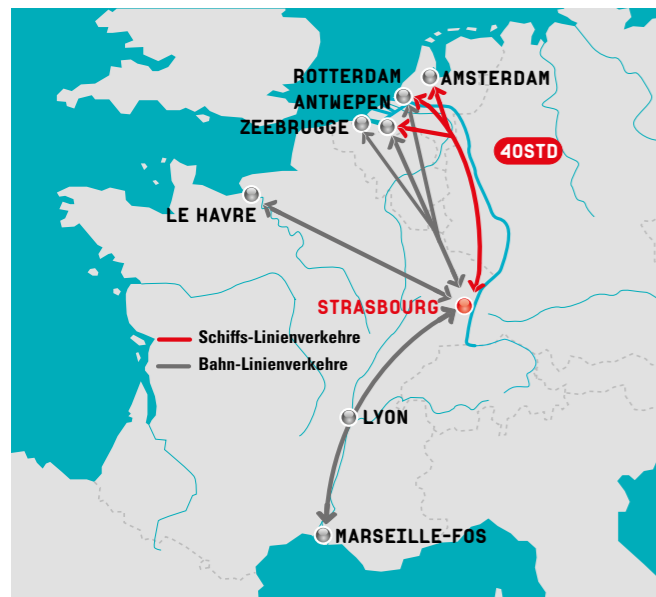 ROTTERDAM
AMSTERDAM
ANTWEPEN
ZEEBRUGGE
40STD
LE HAVRE
STRASBOURG
Schiffs-Linienverkehre
Bahn-Linienverkehre
LYON
MARSEILLE-FOS